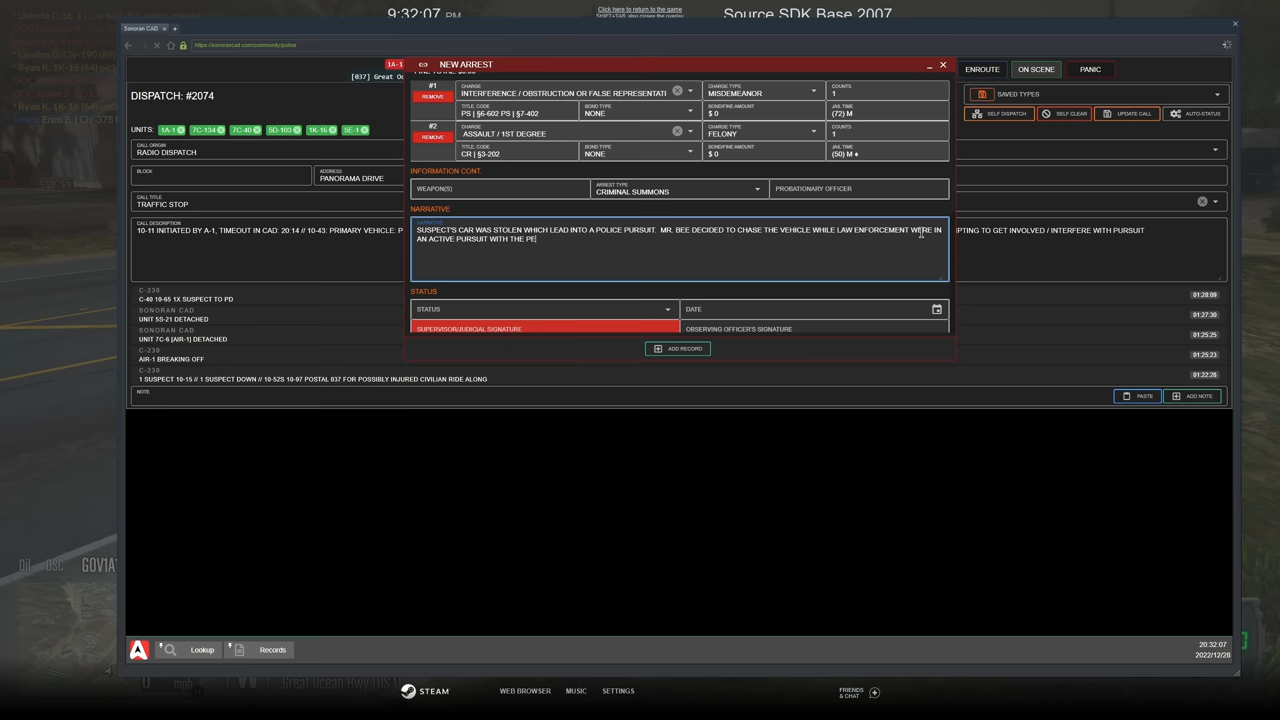 9:32:07 PM
Click here to return to the game
SHIFT+TAB also closes the overlay
Source SDK Base 2007
Sonoran CAD
https://sonorancad.com/community/police
1A-1
NEW ARREST
[037] Great Oc
ENROUTE
ON SCENE
PANIC
DISPATCH: #2074
SAVED TYPES
SELF DISPATCH
SELF CLEAR
UPDATE CALL
AUTO-STATUS
UNITS: 1A-1 7C-134 7C-40 5D-103 1K-16 5E-1
CALL ORIGIN
RADIO DISPATCH
BLOCK
ADDRESS
PANORAMA DRIVE
CALL TITLE
TRAFFIC STOP
CALL DESCRIPTION
10-11 INITIATED BY A-1, TIMEOUT IN CAD: 20:14 // 10-43: PRIMARY VEHICLE: P
PTING TO GET INVOLVED / INTERFERE WITH PURSUIT
#1
REMOVE
CHARGE
INTERFERENCE / OBSTRUCTION OR FALSE REPRESENTATI
CHARGE TYPE
MISDEMEANOR
COUNTS
1
TITLE, CODE
PS | §6-602 PS | §7-402
BOND TYPE
NONE
BOND/FINE AMOUNT
$ 0
JAIL TIME
(72) M
#2
REMOVE
CHARGE
ASSAULT / 1ST DEGREE
CHARGE TYPE
FELONY
COUNTS
1
TITLE, CODE
CR | §3-202
BOND TYPE
NONE
BOND/FINE AMOUNT
$ 0
JAIL TIME
(50) M ♦
INFORMATION CONT.
WEAPON(S)
ARREST TYPE
CRIMINAL SUMMONS
PROBATIONARY OFFICER
NARRATIVE
NARRATIVE
SUSPECT'S CAR WAS STOLEN WHICH LEAD INTO A POLICE PURSUIT. MR. BEE DECIDED TO CHASE THE VEHICLE WHILE LAW ENFORCEMENT WERE IN
AN ACTIVE PURSUIT WITH THE PE
STATUS
STATUS
DATE
SUPERVISOR/JUDICIAL SIGNATURE
OBSERVING OFFICER'S SIGNATURE
ADD RECORD
C-230
C-40 10-65 1X SUSPECT TO PD
01:28:09
SONORAN CAD
UNIT 5S-21 DETACHED
01:27:30
SONORAN CAD
UNIT 7C-6 [AIR-1] DETACHED
01:25:25
C-230
AIR-1 BREAKING OFF
01:25:23
C-230
1 SUSPECT 10-15 // 1 SUSPECT DOWN // 10-52S 10-97 POSTAL 037 FOR POSSIBLY INJURED CIVILIAN RIDE ALONG
01:22:28
NOTE
PASTE
ADD NOTE
Oil
DSC
GOV1A1
Lookup
Records
20:32:07
2022/12/28
0
mph
Great Ocean Hwy [US 1]
STEAM
WEB BROWSER
MUSIC
SETTINGS
FRIENDS
& CHAT